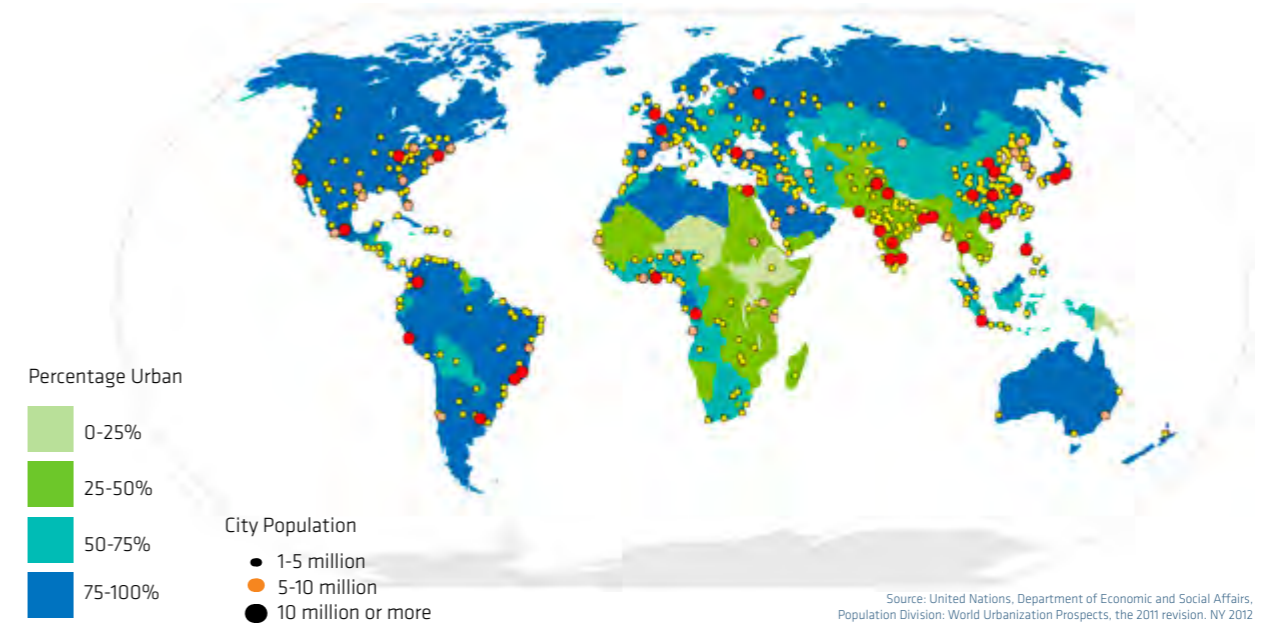 Percentage Urban
0-25%
25-50%
50-75%
75-100%
City Population
1-5 million
5-10 million
10 million or more
Source: United Nations, Department of Economic and Social Affairs,
Population Division: World Urbanization Prospects, the 2011 revision. NY 2012